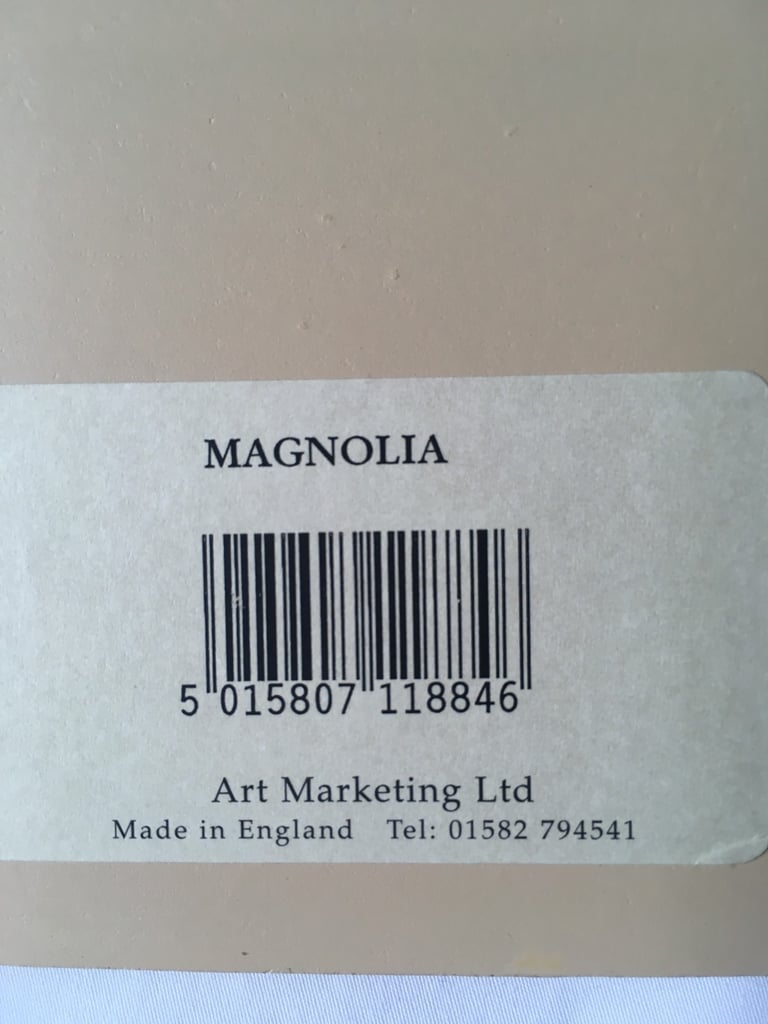 MAGNOLIA
5 015807 118846
Art Marketing Ltd
Made in England Tel: 01582 794541